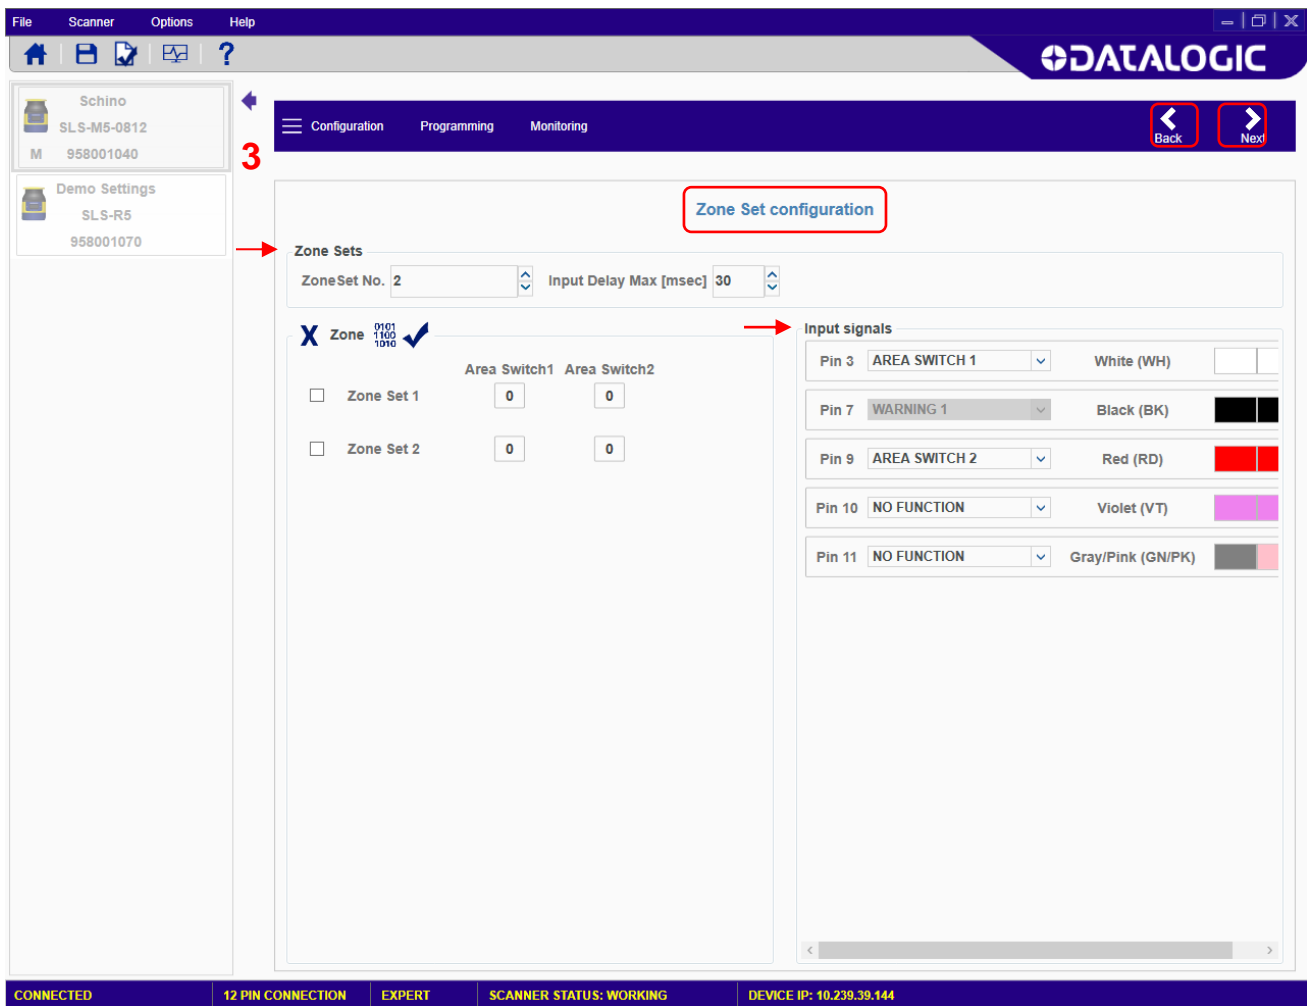 File Scanner Options Help
DATALOGIC
Schino
SLS-M5-0812
M 958001040
Demo Settings
SLS-R5
958001070
3
Configuration Programming Monitoring
Back Next
Zone Set configuration
Zone Sets
ZoneSet No. 2 Input Delay Max [msec] 30
X Zone 0101 1100 1010
Area Switch1 Area Switch2
Zone Set 1 0 0
Zone Set 2 0 0
Input signals
Pin 3 AREA SWITCH 1 White (WH)
Pin 7 WARNING 1 Black (BK)
Pin 9 AREA SWITCH 2 Red (RD)
Pin 10 NO FUNCTION Violet (VT)
Pin 11 NO FUNCTION Gray/Pink (GN/PK)
CONNECTED 12 PIN CONNECTION EXPERT SCANNER STATUS: WORKING DEVICE IP: 10.239.39.144